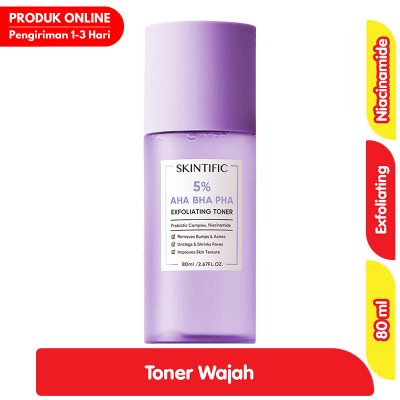 PRODUK ONLINE
Pengiriman 1-3 Hari
SKINTIFIC
5%
AHA BHA PHA
EXFOLIATING TONER
Prebiotic Complex, Niacinamide
Removes Bumps & Acnes
Unclogs & Shrinks Pores
Improves Skin Texture
80ml /2.67FL.OZ.
Niacinamide
Exfoliating
80 ml
Toner Wajah